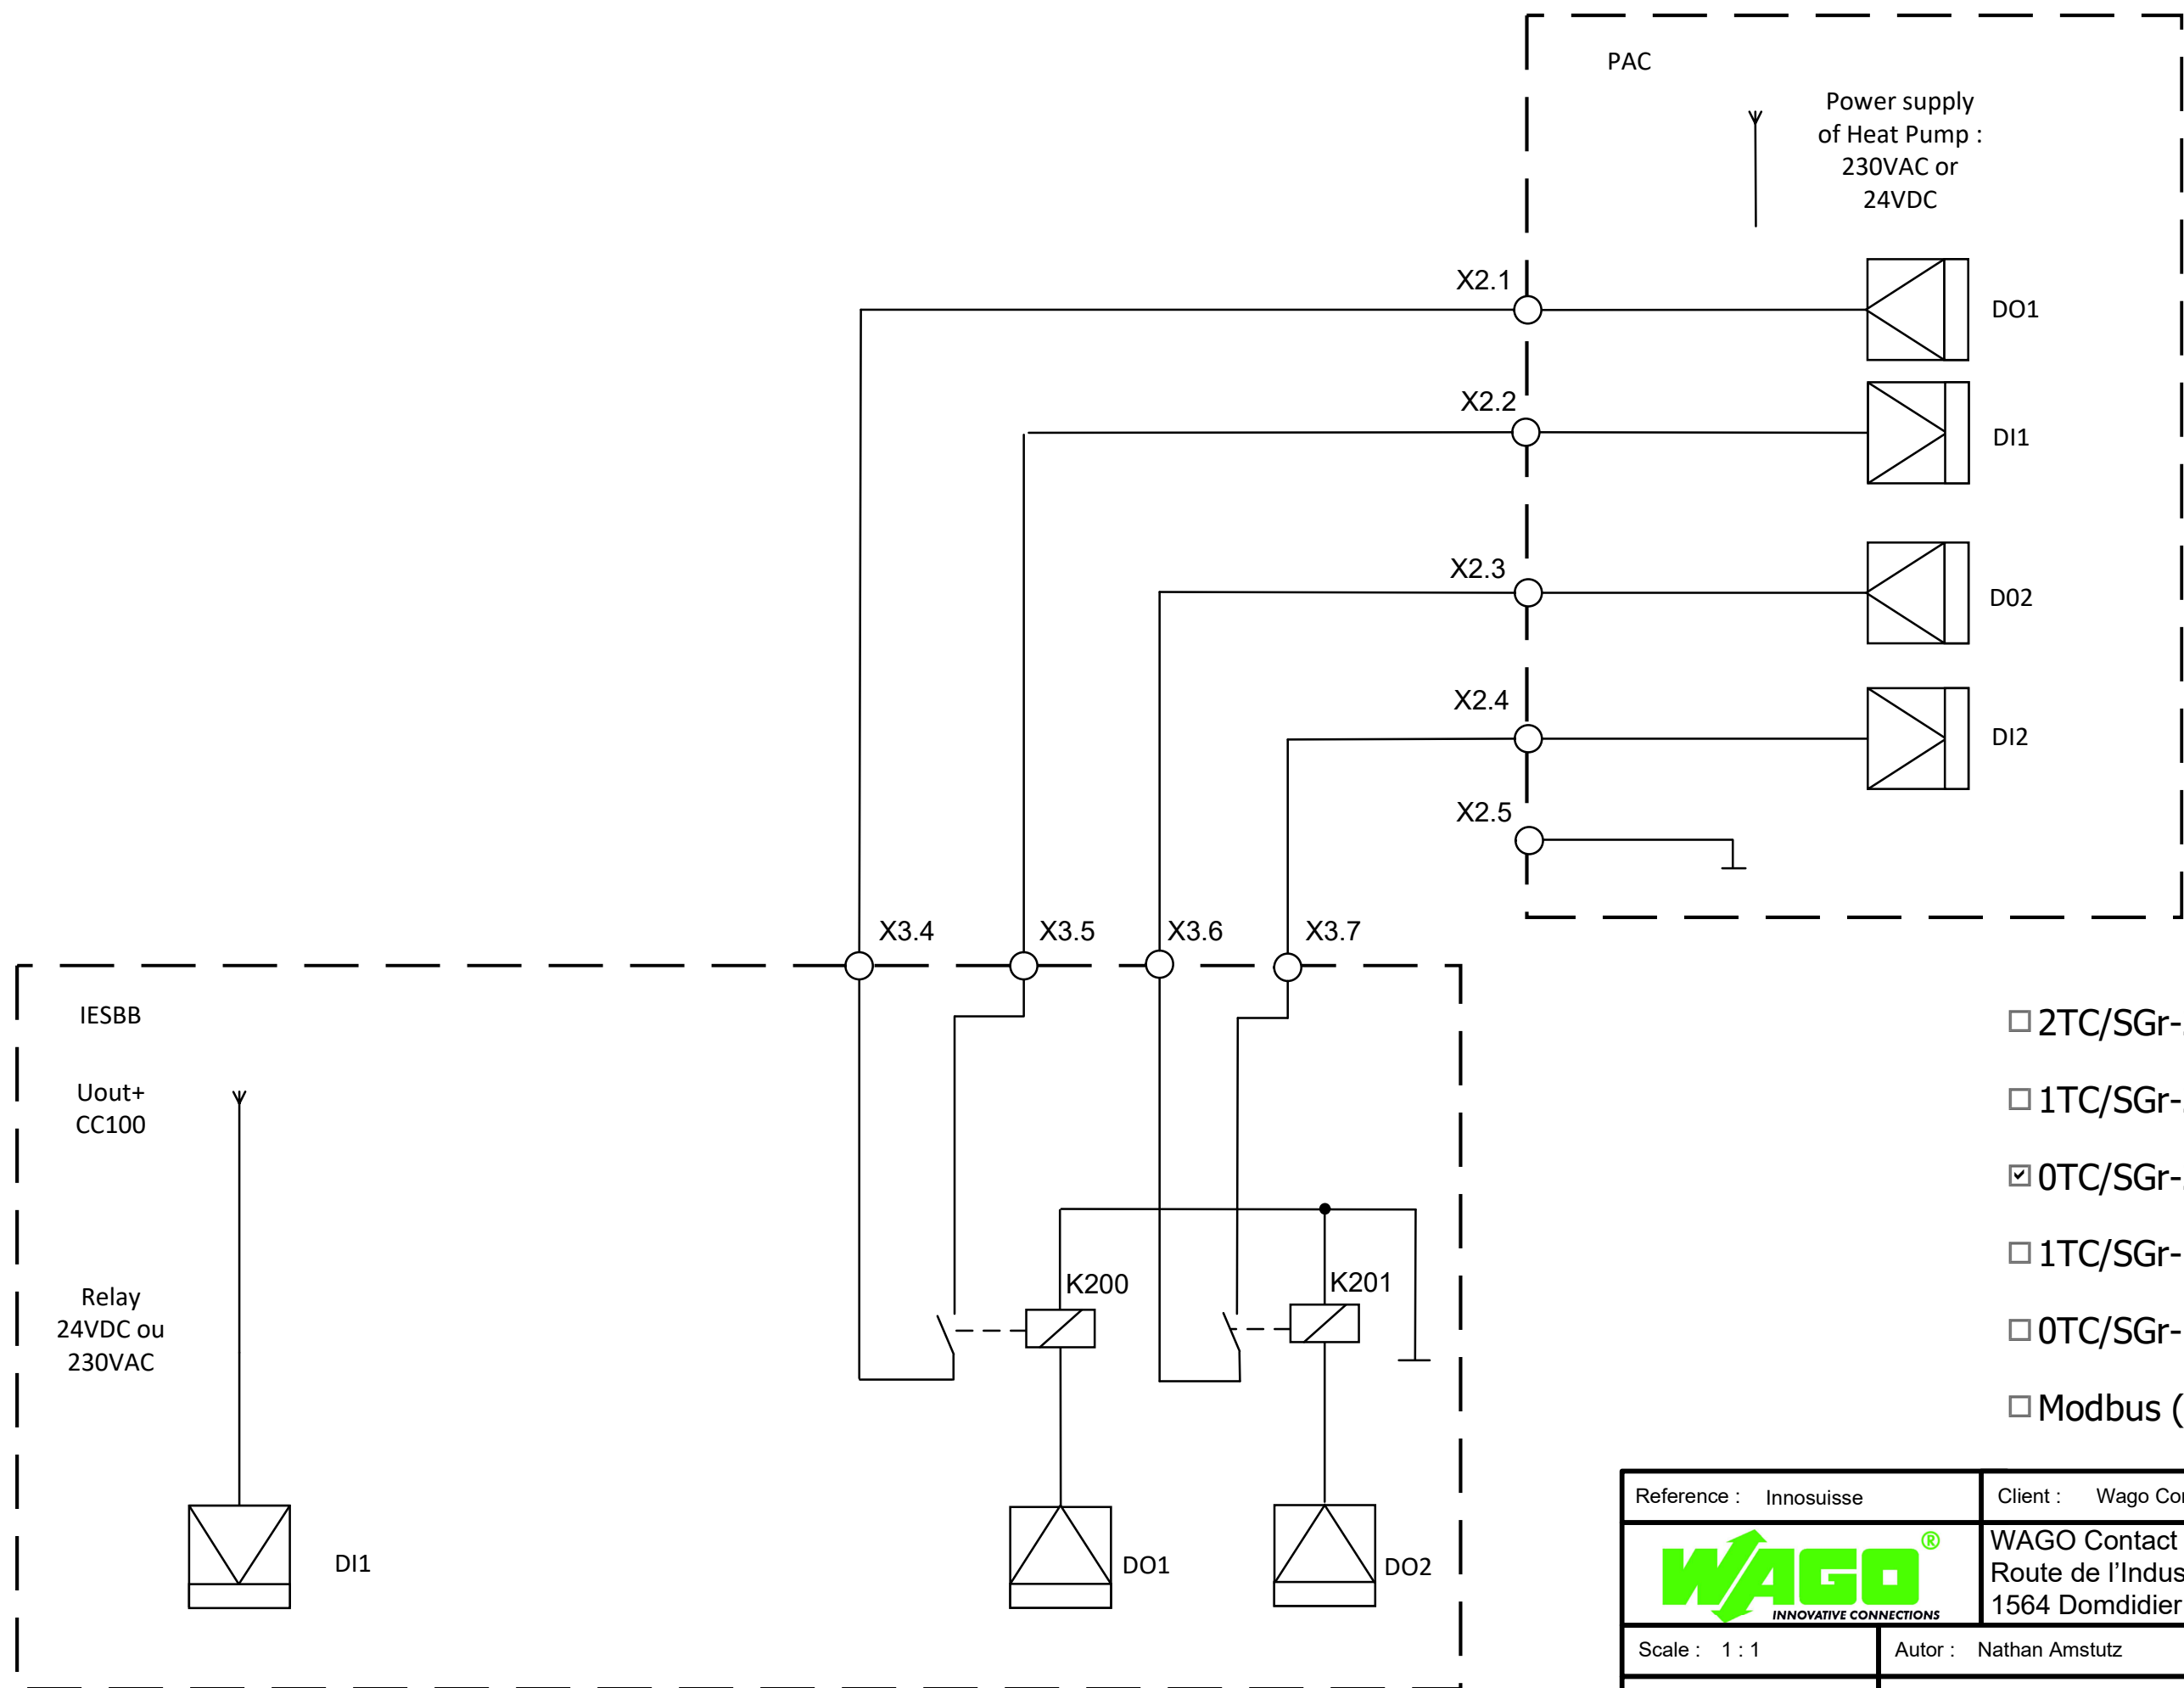 PAC
Power supply
of Heat Pump :
230VAC or
24VDC
X2.1
DO1
X2.2
DI1
X2.3
D02
X2.4
DI2
X2.5
X3.4
X3.5
X3.6
X3.7
IESBB
Uout+
CC100
Relay
24VDC ou
230VAC
K200
K201
DI1
DO1
DO2
2TC/SGr-
1TC/SGr-
0TC/SGr-
1TC/SGr-
0TC/SGr-
Modbus (
Reference : Innosuisse
Client : Wago
WAGO®
INNOVATIVE CONNECTIONS
WAGO Contact
Route de l’Indus
1564 Domdidier
Scale : 1 : 1
Autor : Nathan Amstutz